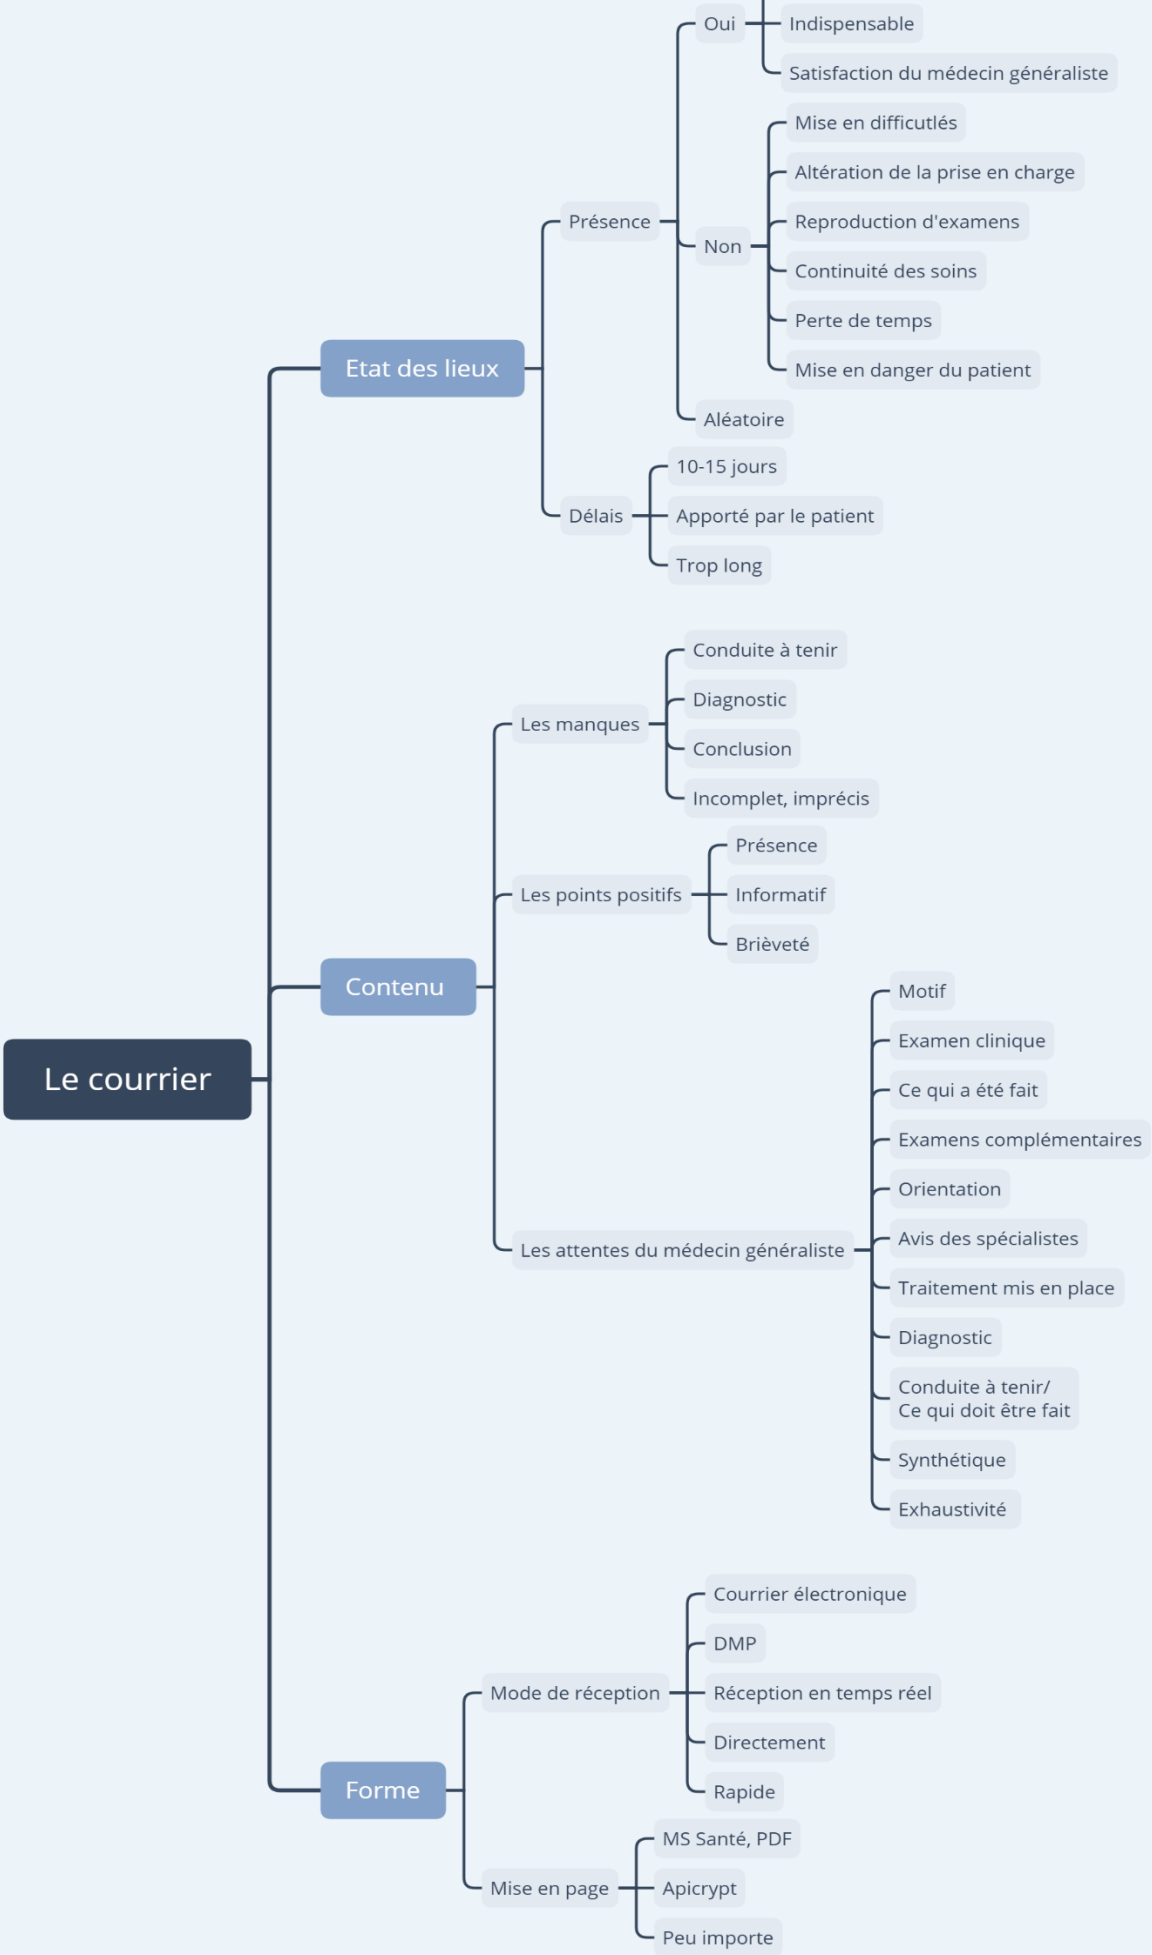 Oui
Indispensable
Satisfaction du médecin généraliste
Mise en difficutlés
Altération de la prise en charge
Présence
Reproduction d'examens
Non
Continuité des soins
Perte de temps
Etat des lieux
Mise en danger du patient
Aléatoire
10-15 jours
Délais
Apporté par le patient
Trop long
Conduite à tenir
Diagnostic
Les manques
Conclusion
Incomplet, imprécis
Présence
Les points positifs
Informatif
Brièveté
Contenu
Motif
Examen clinique
Le courrier
Ce qui a été fait
Examens complémentaires
Orientation
Les attentes du médecin généraliste
Avis des spécialistes
Traitement mis en place
Diagnostic
Conduite à tenir/
Ce qui doit être fait
Synthétique
Exhaustivité
Courrier électronique
DMP
Mode de réception
Réception en temps réel
Directement
Forme
Rapide
MS Santé, PDF
Mise en page
Apicrypt
Peu importe